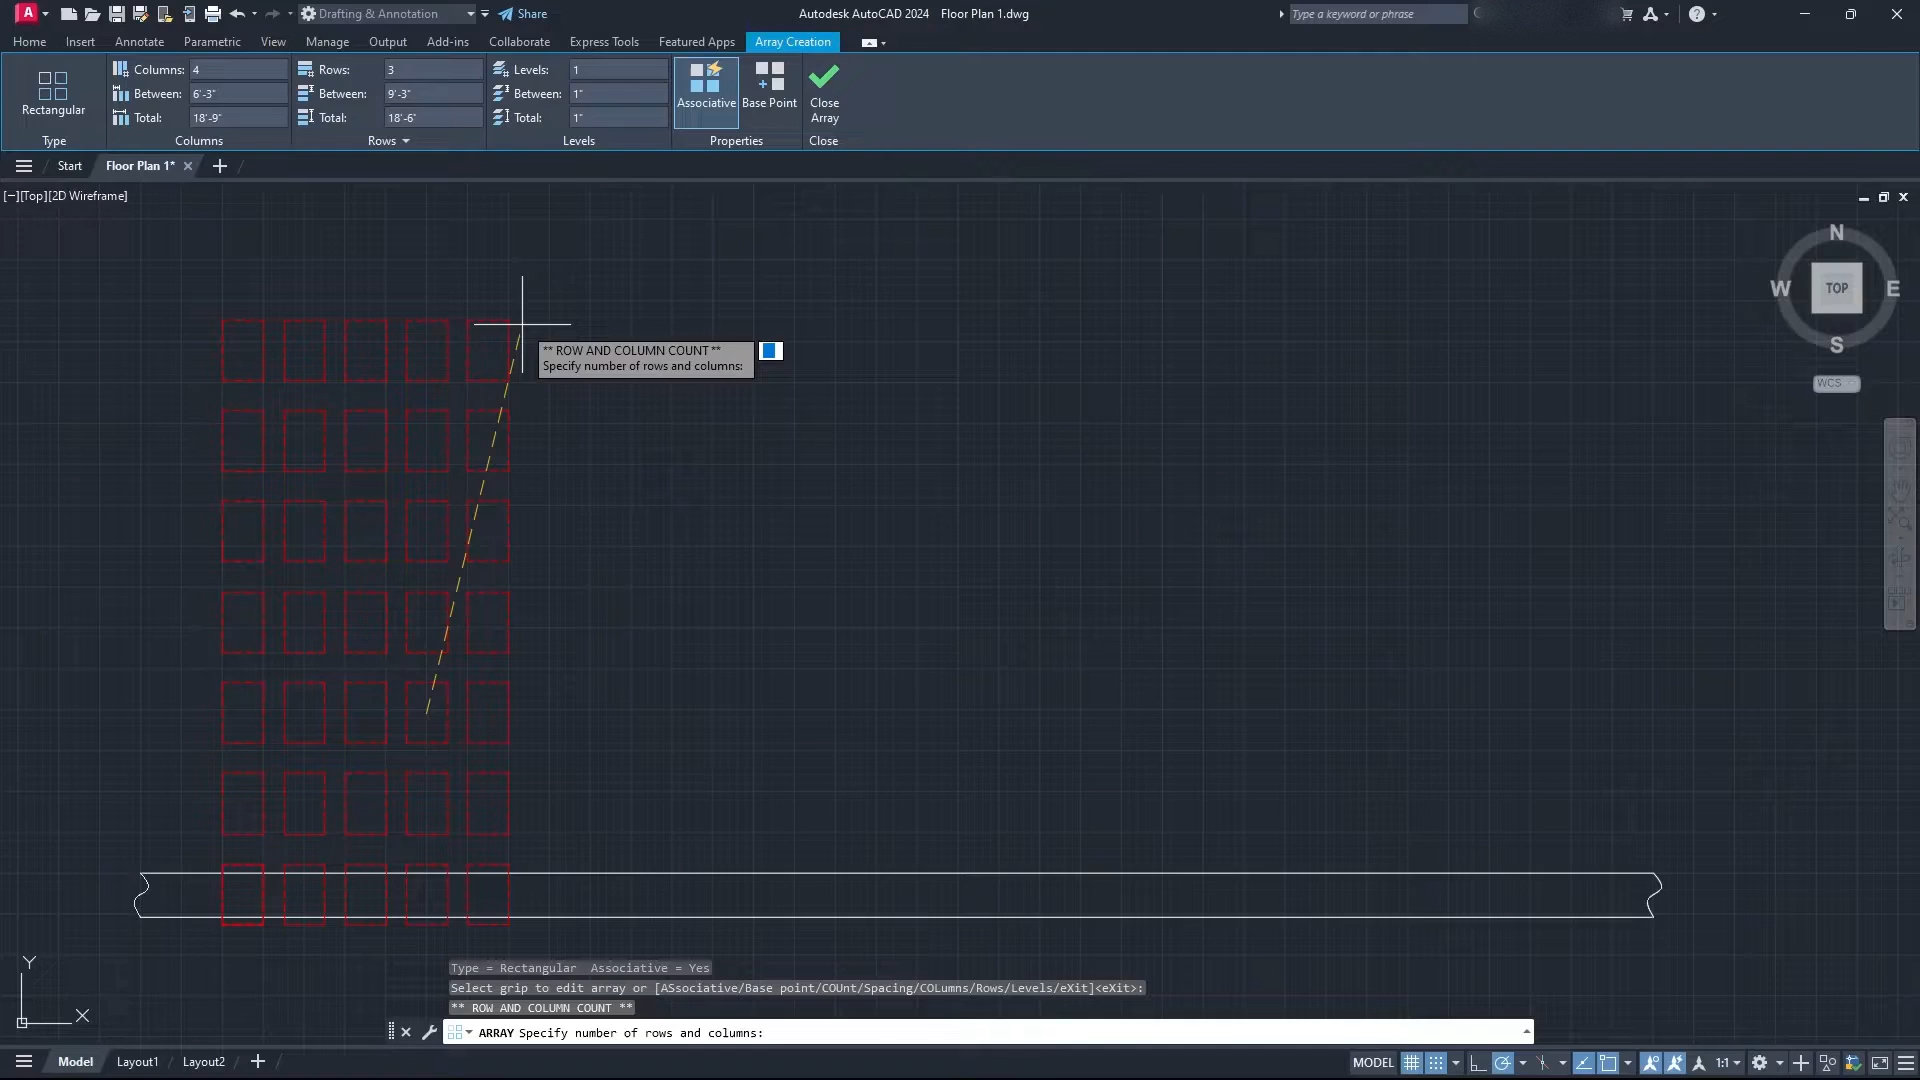 A Drafting & Annotation Share Autodesk AutoCAD 2024 Floor Plan 1.dwg Type a keyword or phrase
Home Insert Annotate Parametric View Manage Output Add-ins Collaborate Express Tools Featured Apps Array Creation
Columns: 4 Rows: 3 Levels: 1
Between: 6'-3" Between: 9'-3" Between: 1"
Rectangular Associative Base Point Close
Array
Total: 18'-9" Total: 18'-6" Total: 1"
Type Columns Rows Levels Properties Close
Start Floor Plan 1*
[−][Top][2D Wireframe]
N
W TOP E
S
WCS
** ROW AND COLUMN COUNT **
Specify number of rows and columns:
Y
X
Type = Rectangular  Associative = Yes
Select grip to edit array or [ASsociative/Base point/COUnt/Spacing/COLumns/Rows/Levels/eXit]<eXit>:
** ROW AND COLUMN COUNT **
ARRAY Specify number of rows and columns:
Model Layout1 Layout2 MODEL 1:1